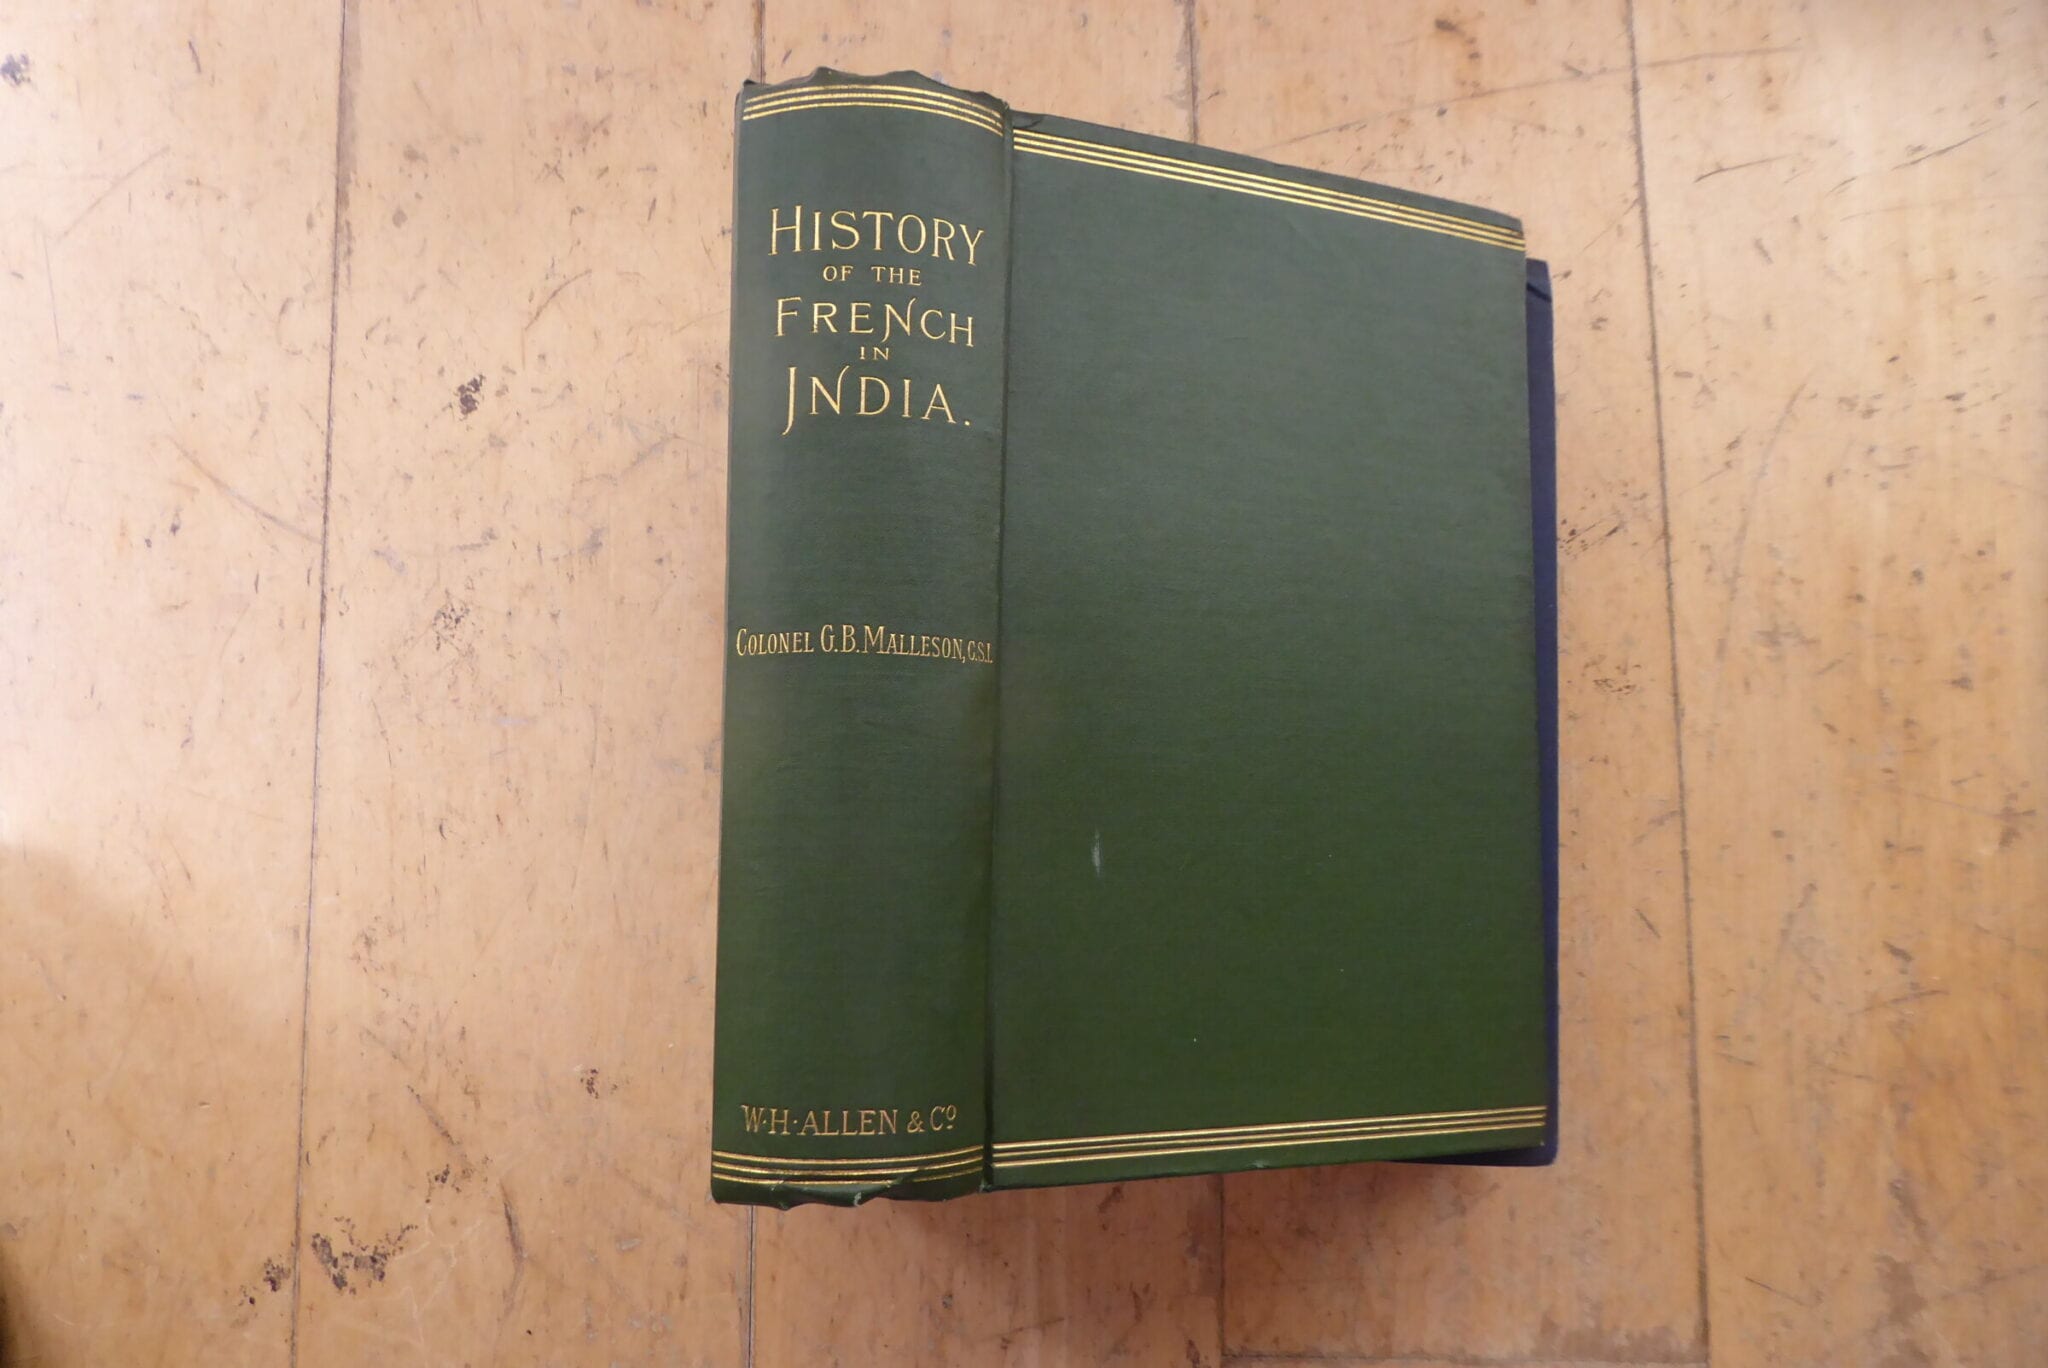 HISTORY
OF THE
FRENCH
IN
INDIA.
COLONEL G.B. MALLESON, C.S.I.
W·H·ALLEN & Cº